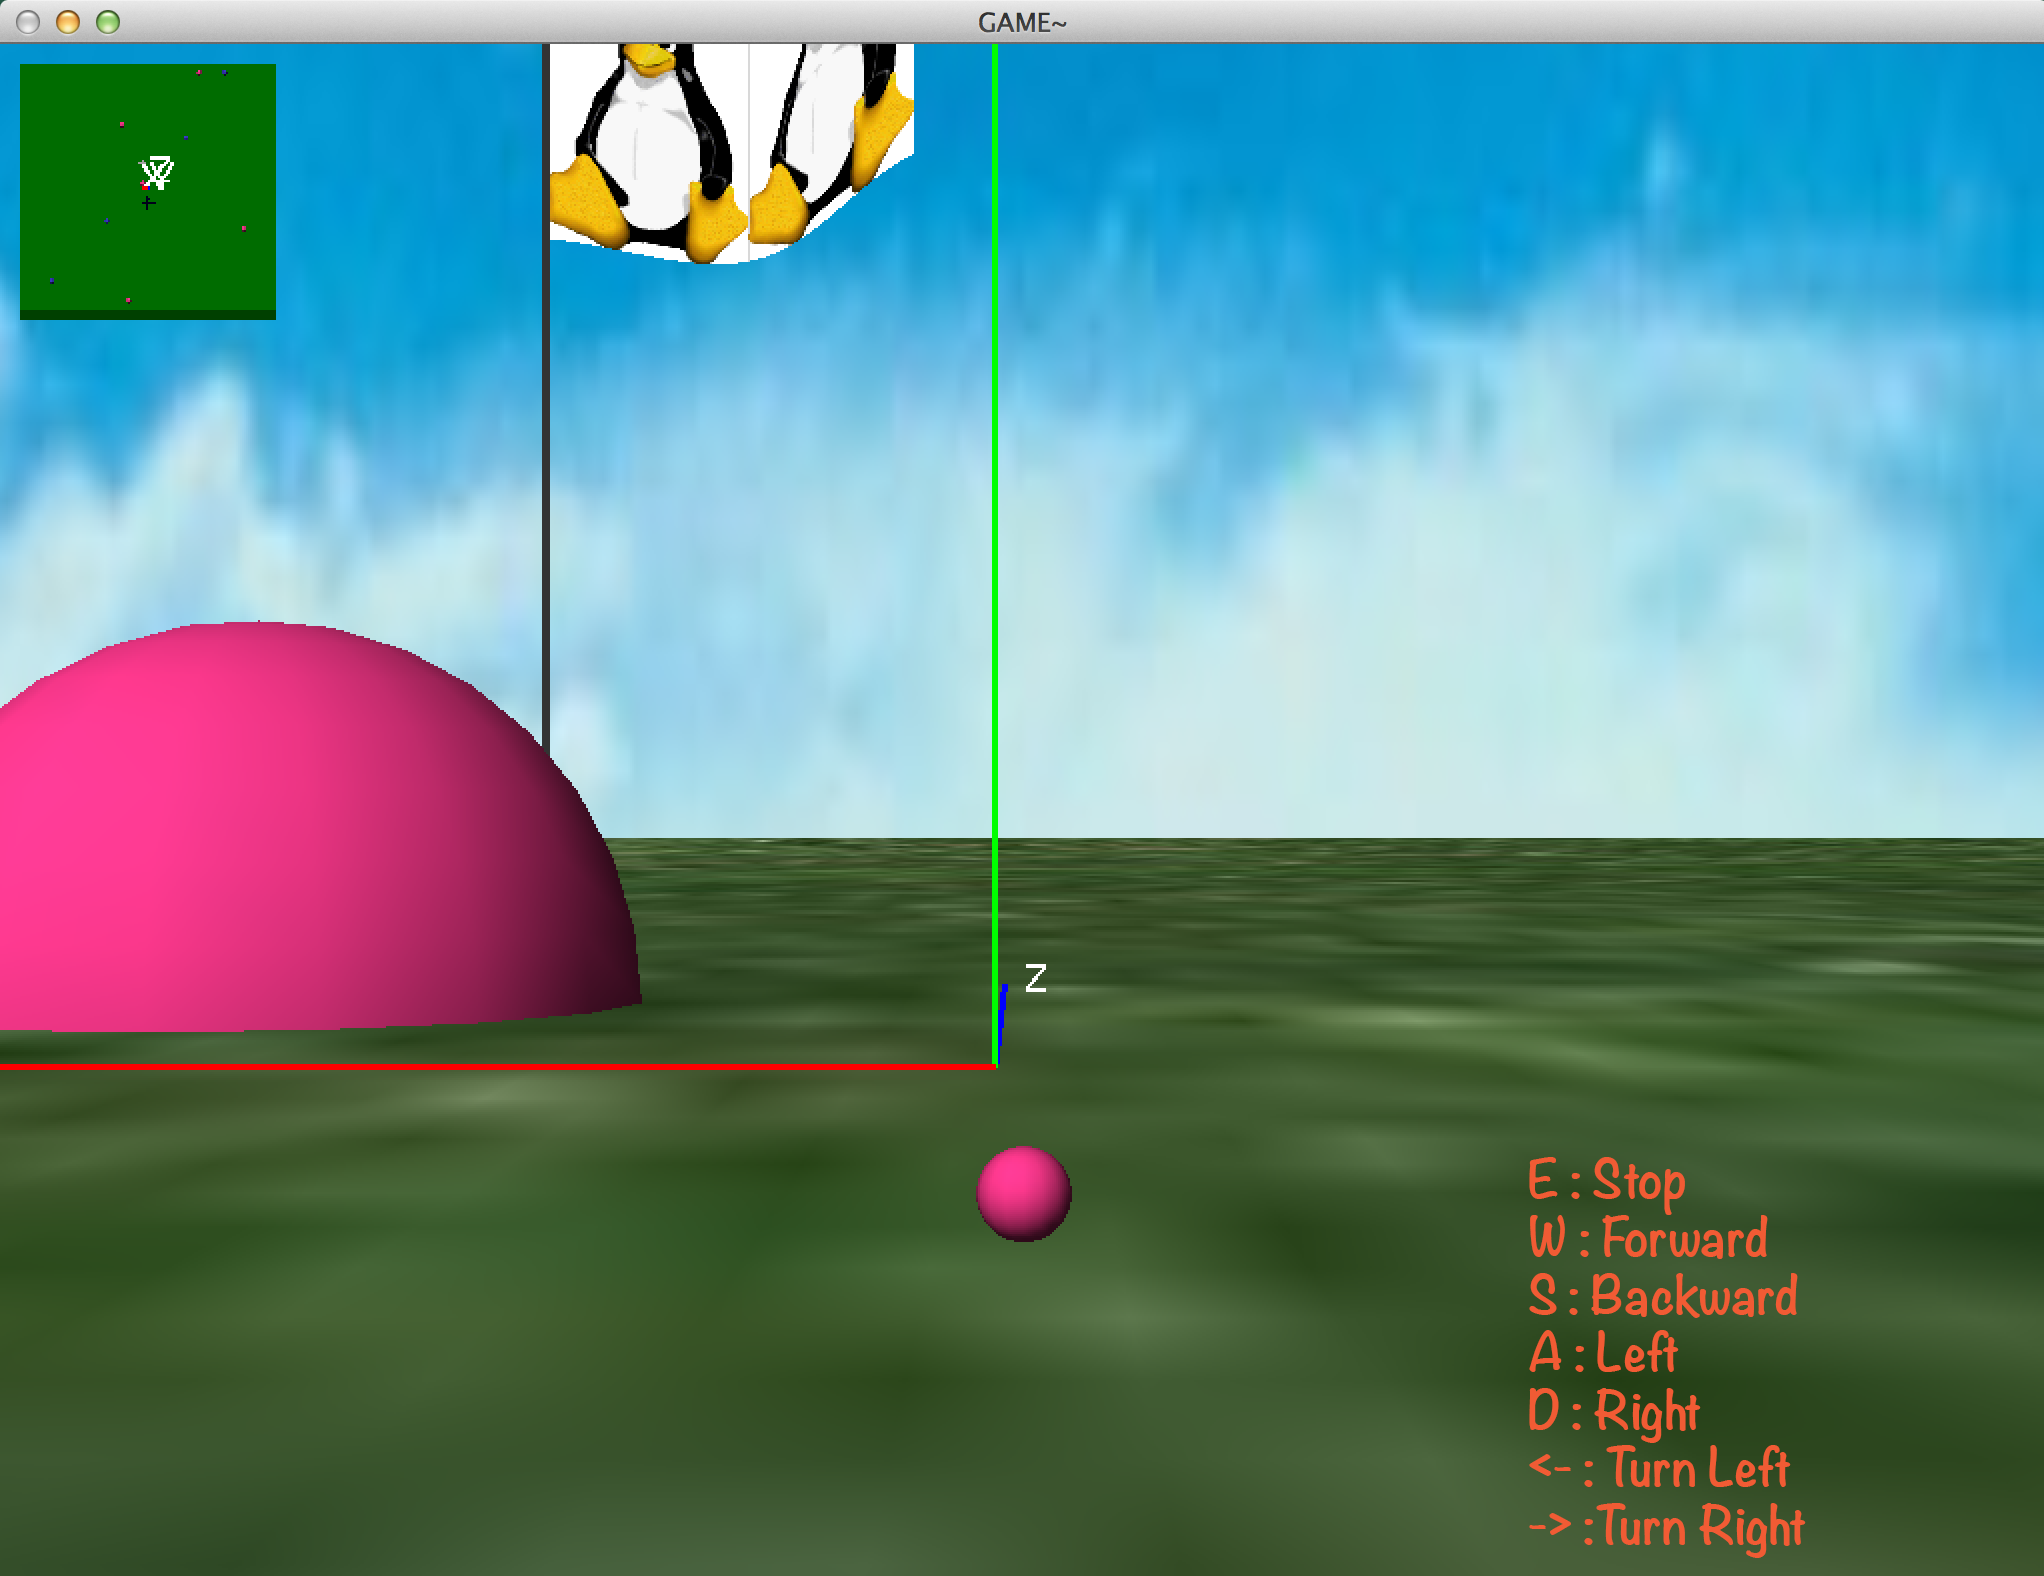 GAME~
Z
E : Stop
W : Forward
S : Backward
A : Left
D : Right
<- : Turn Left
-> : Turn Right